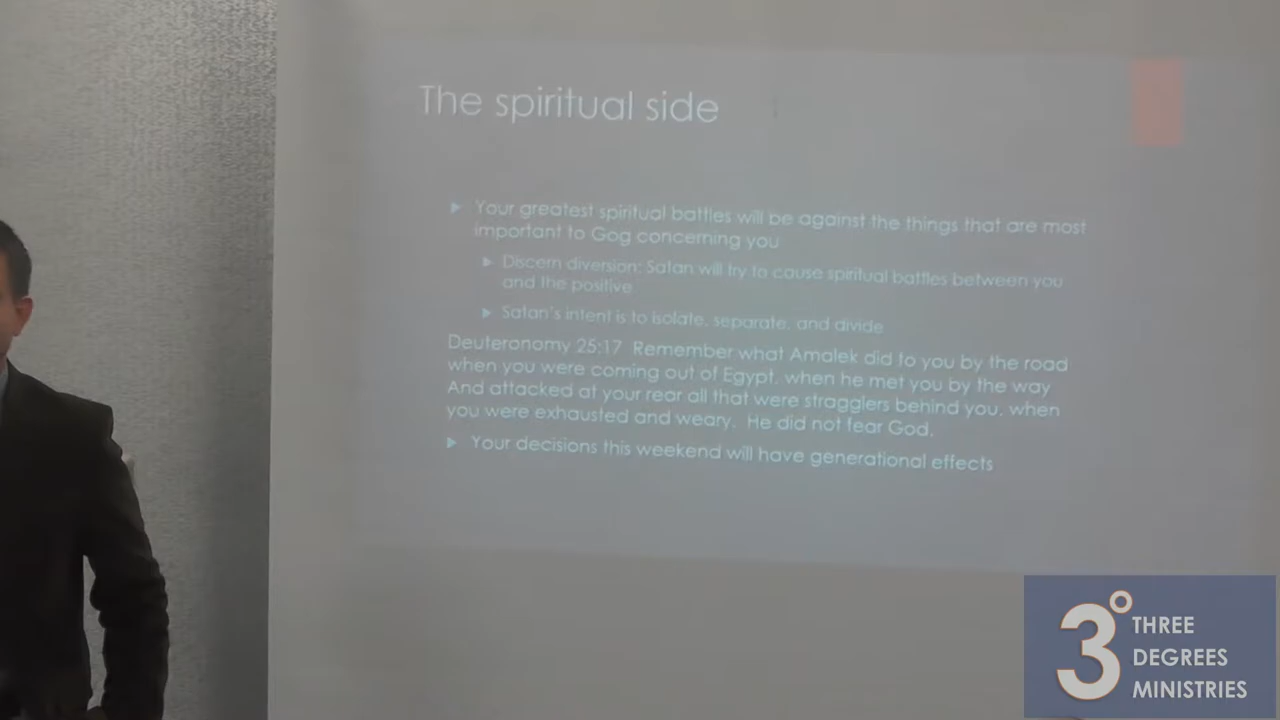 The spiritual side
Your greatest spiritual battles will be against the things that are most
important to Gog concerning you
Discern diversion: Satan will try to cause spiritual battles between you
and the positive
Satan's intent is to isolate, separate, and divide
Deuteronomy 25:17 Remember what Amalek did to you by the road
when you were coming out of Egypt, when he met you by the way
And attacked at your rear all that were stragglers behind you, when
you were exhausted and weary. He did not fear God.
Your decisions this weekend will have generational effects
3°
THREE
DEGREES
MINISTRIES